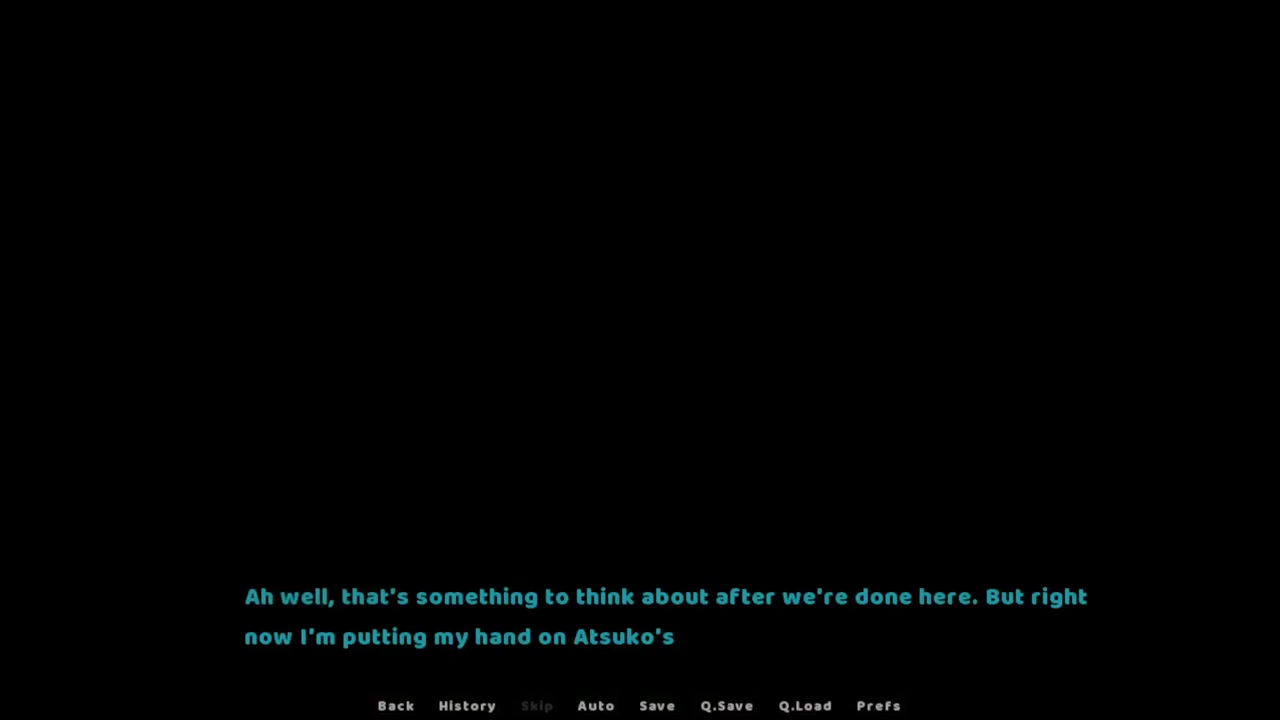 Ah well, that's something to think about after we're done here. But right
now I'm putting my hand on Atsuko's
Back History Skip Auto Save Q.Save Q.Load Prefs